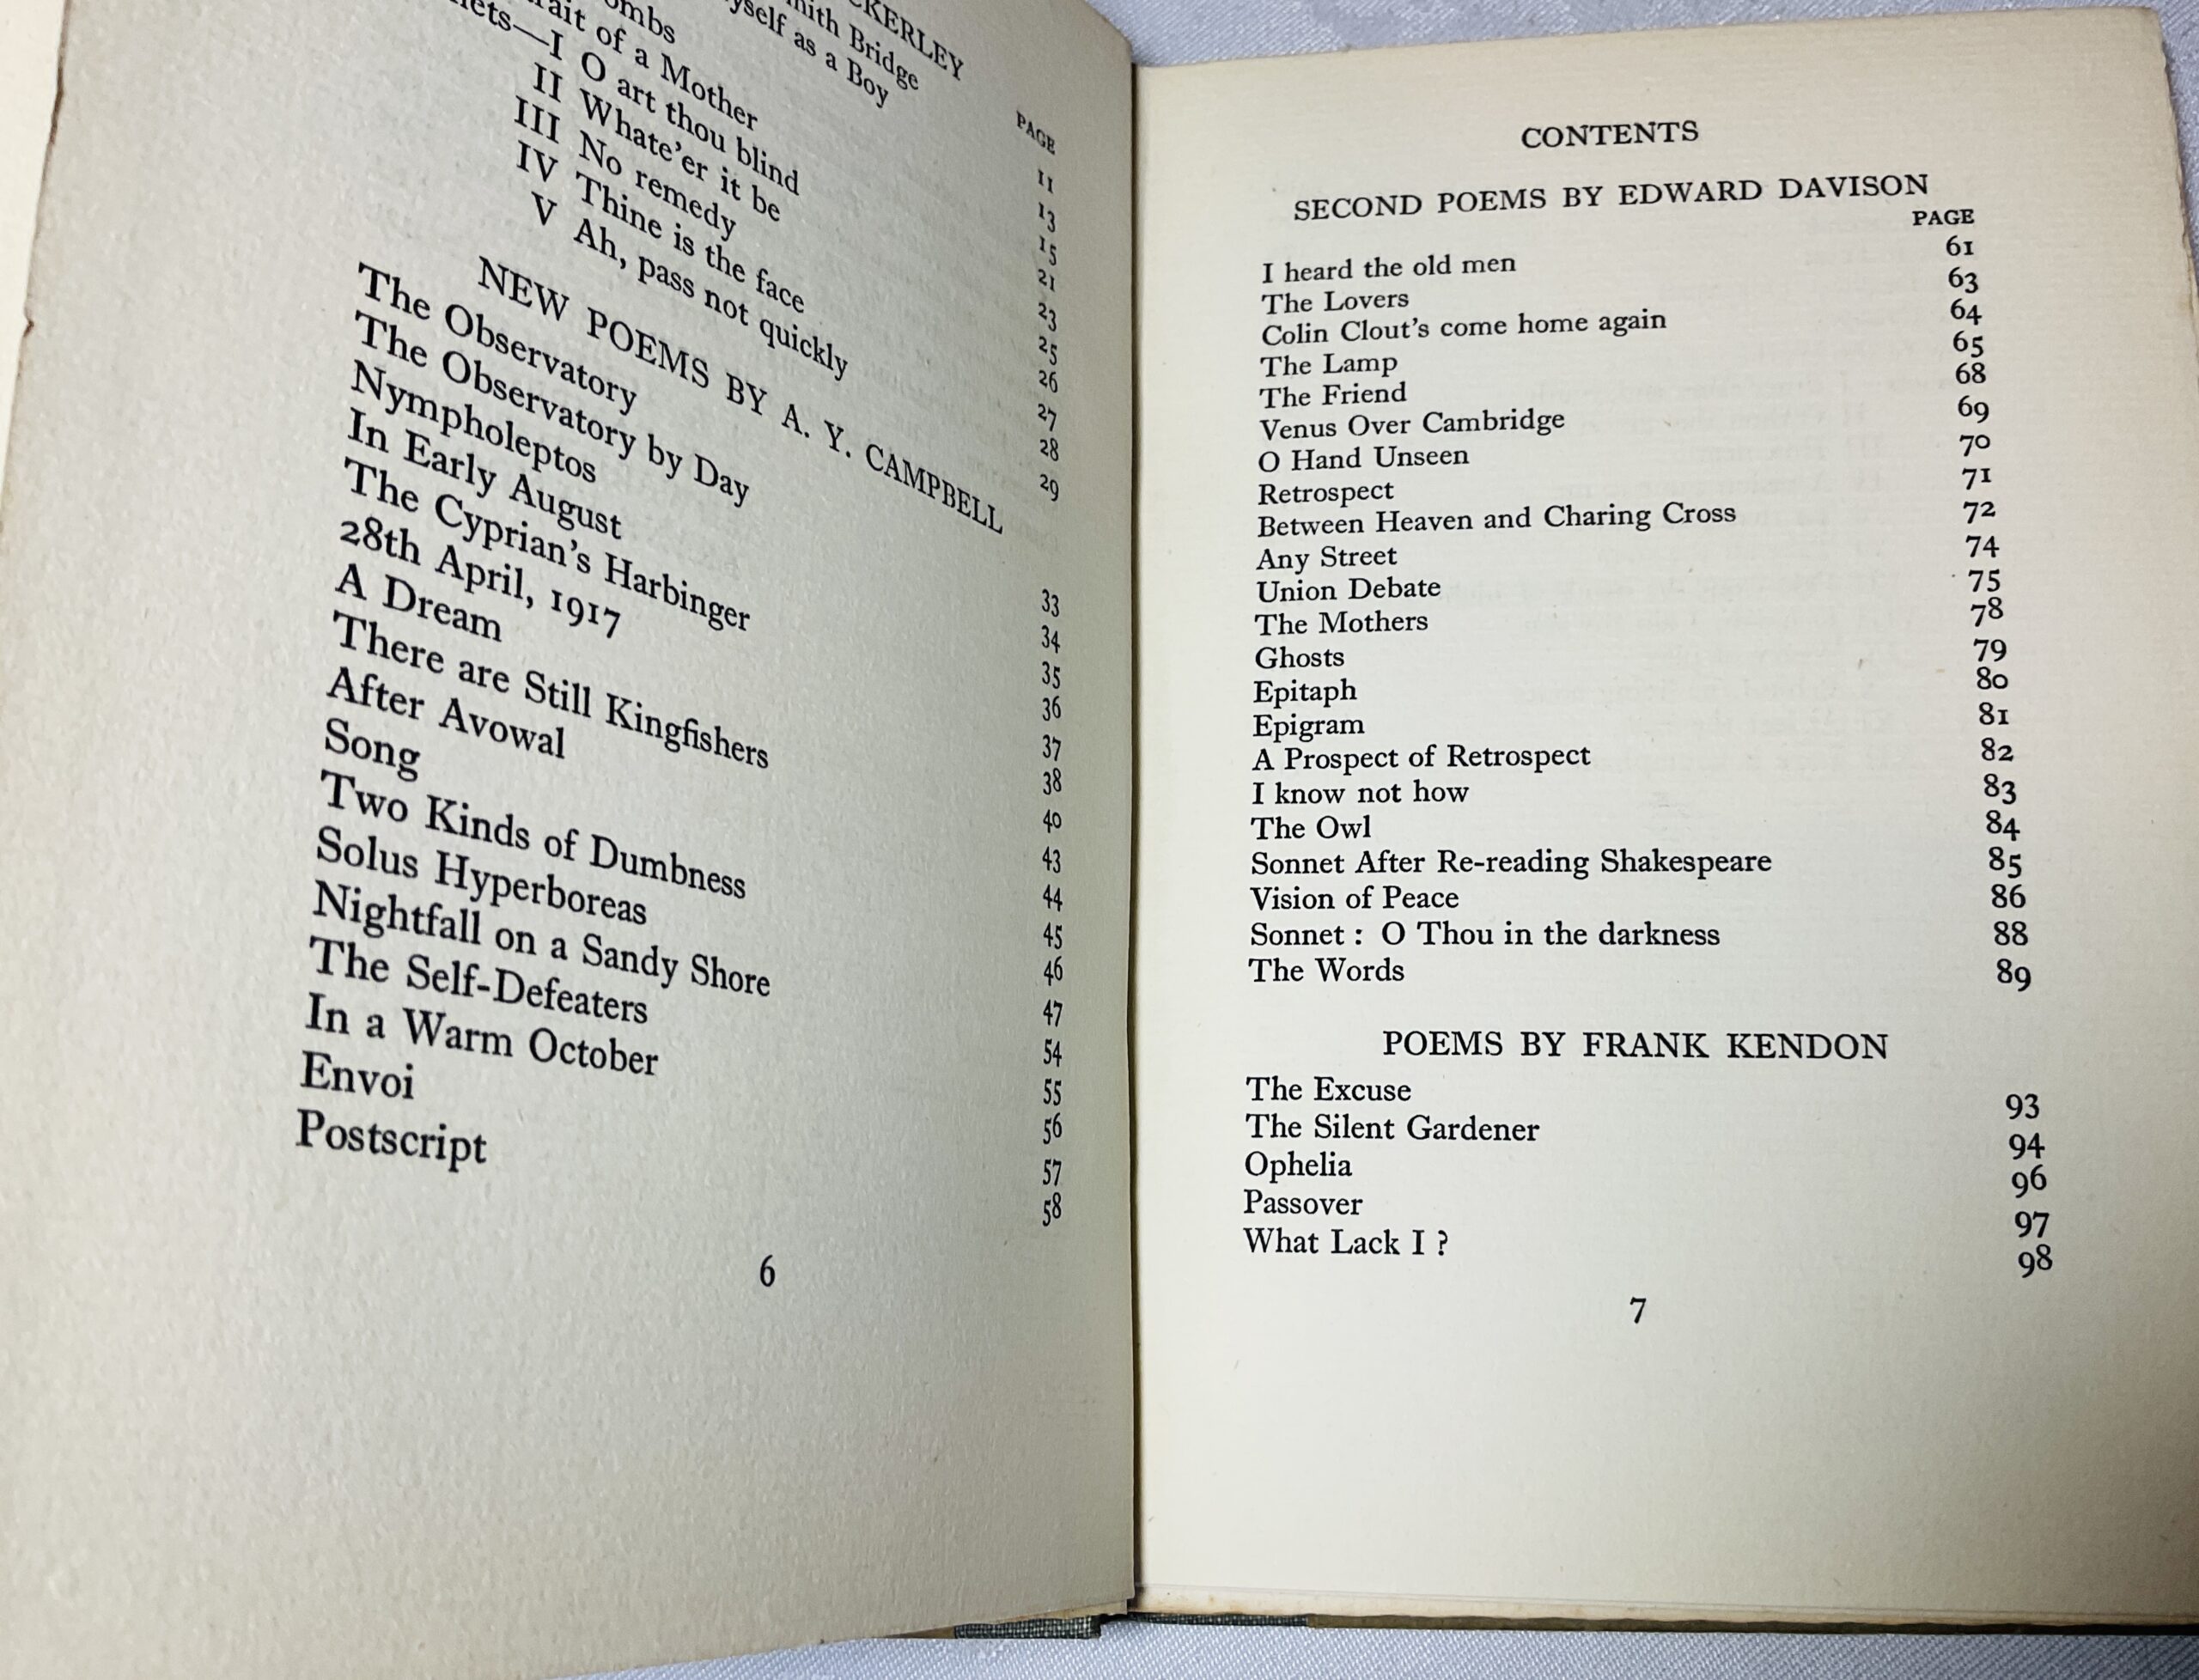 PAGE
11
Bridge 13
as a Boy 15
21
of a Mother 23
I O art thou blind 25
II Whate'er it be 26
III No remedy 27
IV Thine is the face 28
V Ah, pass not quickly 29
NEW POEMS BY A. Y. CAMPBELL
The Observatory 33
The Observatory by Day 34
Nympholeptos 35
In Early August 36
The Cyprian's Harbinger 37
28th April, 1917 38
A Dream 40
There are Still Kingfishers 43
After Avowal 44
Song 45
Two Kinds of Dumbness 46
Solus Hyperboreas 47
Nightfall on a Sandy Shore 54
The Self-Defeaters 55
In a Warm October 56
Envoi 57
Postscript 58
6
CONTENTS
SECOND POEMS BY EDWARD DAVISON
PAGE
I heard the old men 61
The Lovers 63
Colin Clout's come home again 64
The Lamp 65
The Friend 68
Venus Over Cambridge 69
O Hand Unseen 70
Retrospect 71
Between Heaven and Charing Cross 72
Any Street 74
Union Debate 75
The Mothers 78
Ghosts 79
Epitaph 80
Epigram 81
A Prospect of Retrospect 82
I know not how 83
The Owl 84
Sonnet After Re-reading Shakespeare 85
Vision of Peace 86
Sonnet : O Thou in the darkness 88
The Words 89
POEMS BY FRANK KENDON
The Excuse 93
The Silent Gardener 94
Ophelia 96
Passover 97
What Lack I ? 98
7